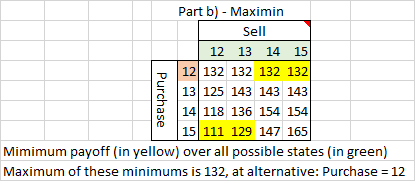 Part b) - Maximin
Sell
12 13 14 15
Purchase
12 132 132 132 132
13 125 143 143 143
14 118 136 154 154
15 111 129 147 165
Mimimum payoff (in yellow) over all possible states (in green)
Maximum of these minimums is 132, at alternative: Purchase = 12